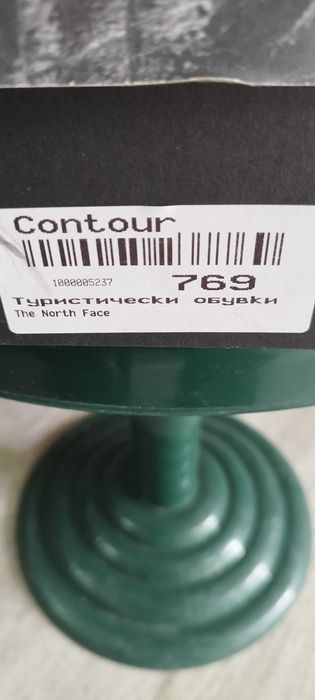 Contour
1000005237
769
Туристически обувки
The North Face